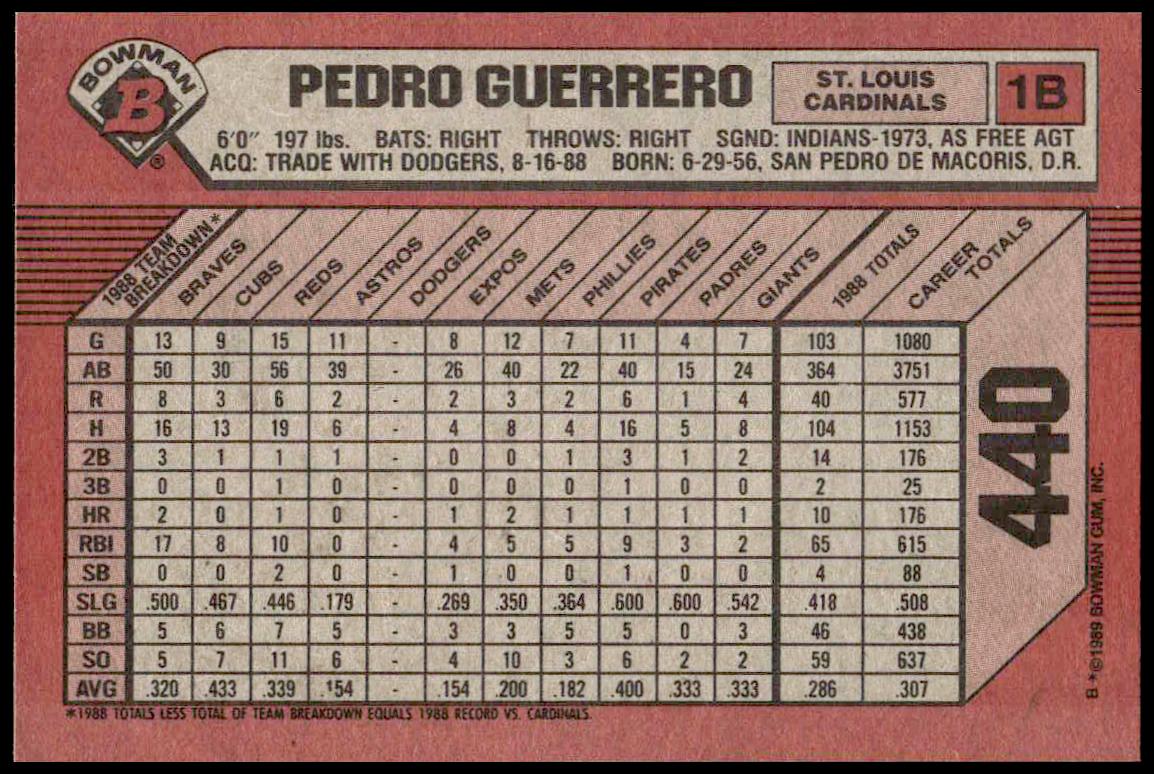 BOWMAN
B
®
PEDRO GUERRERO
ST. LOUIS
CARDINALS
1B
6'0" 197 lbs. BATS: RIGHT THROWS: RIGHT SGND: INDIANS-1973, AS FREE AGT
ACQ: TRADE WITH DODGERS, 8-16-88 BORN: 6-29-56, SAN PEDRO DE MACORIS, D.R.
1988 TEAM BREAKDOWN* BRAVES CUBS REDS ASTROS DODGERS EXPOS METS PHILLIES PIRATES PADRES GIANTS 1988 TOTALS CAREER TOTALS
G 13 9 15 11 - 8 12 7 11 4 7 103 1080
AB 50 30 56 39 - 26 40 22 40 15 24 364 3751
R 8 3 6 2 - 2 3 2 6 1 4 40 577
H 16 13 19 6 - 4 8 4 16 5 8 104 1153
2B 3 1 1 1 - 0 0 1 3 1 2 14 176
3B 0 0 1 0 - 0 0 0 1 0 0 2 25
HR 2 0 1 0 - 1 2 1 1 1 1 10 176
RBI 17 8 10 0 - 4 5 5 9 3 2 65 615
SB 0 0 2 0 - 1 0 0 1 0 0 4 88
SLG .500 .467 .446 .179 - .269 .350 .364 .600 .600 .542 .418 .508
BB 5 6 7 5 - 3 3 5 5 0 3 46 438
SO 5 7 11 6 - 4 10 3 6 2 2 59 637
AVG .320 .433 .339 .154 - .154 .200 .182 .400 .333 .333 .286 .307
*1988 TOTALS LESS TOTAL OF TEAM BREAKDOWN EQUALS 1988 RECORD VS. CARDINALS.
440
B *©1989 BOWMAN GUM, INC.